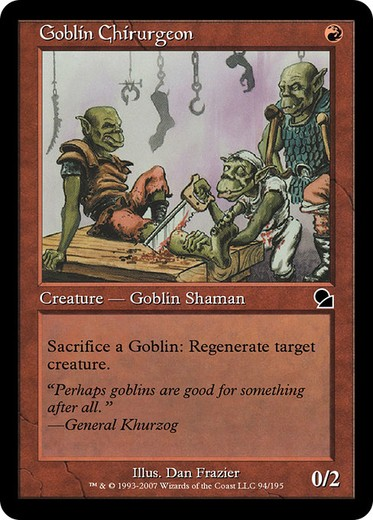 Goblin Chirurgeon
Creature — Goblin Shaman
Sacrifice a Goblin: Regenerate target
creature.
“Perhaps goblins are good for something
after all.”
—General Khurzog
Illus. Dan Frazier
™ & © 1993-2007 Wizards of the Coast LLC 94/195
0/2